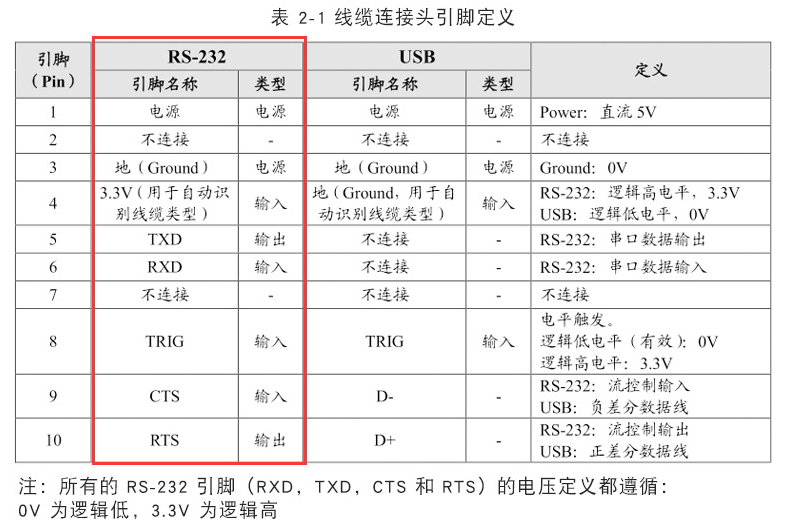 表 2-1 线缆连接头引脚定义
引脚（Pin） RS-232 USB 定义
引脚名称 类型 引脚名称 类型
1 电源 电源 电源 电源 Power：直流 5V
2 不连接 - 不连接 - 不连接
3 地（Ground） 电源 地（Ground） 电源 Ground：0V
4 3.3V（用于自动识别线缆类型） 输入 地（Ground，用于自动识别线缆类型） 输入 RS-232：逻辑高电平，3.3V
USB：逻辑低电平，0V
5 TXD 输出 不连接 - RS-232：串口数据输出
6 RXD 输入 不连接 - RS-232：串口数据输入
7 不连接 - 不连接 - 不连接
8 TRIG 输入 TRIG 输入 电平触发。
逻辑低电平（有效）：0V
逻辑高电平：3.3V
9 CTS 输入 D- - RS-232：流控制输入
USB：负差分数据线
10 RTS 输出 D+ - RS-232：流控制输出
USB：正差分数据线
注：所有的 RS-232 引脚（RXD，TXD，CTS 和 RTS）的电压定义都遵循：
0V 为逻辑低，3.3V 为逻辑高